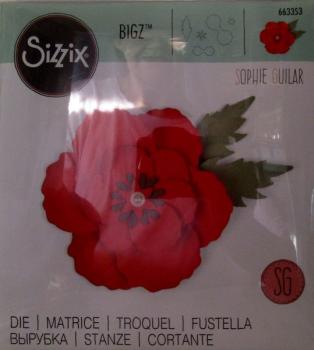 Sizzix
BIGZ™
663353
SOPHIE GUILAR
SG
DIE | MATRICE | TROQUEL | FUSTELLA
ВЫРУБКА | STANZE | CORTANTE